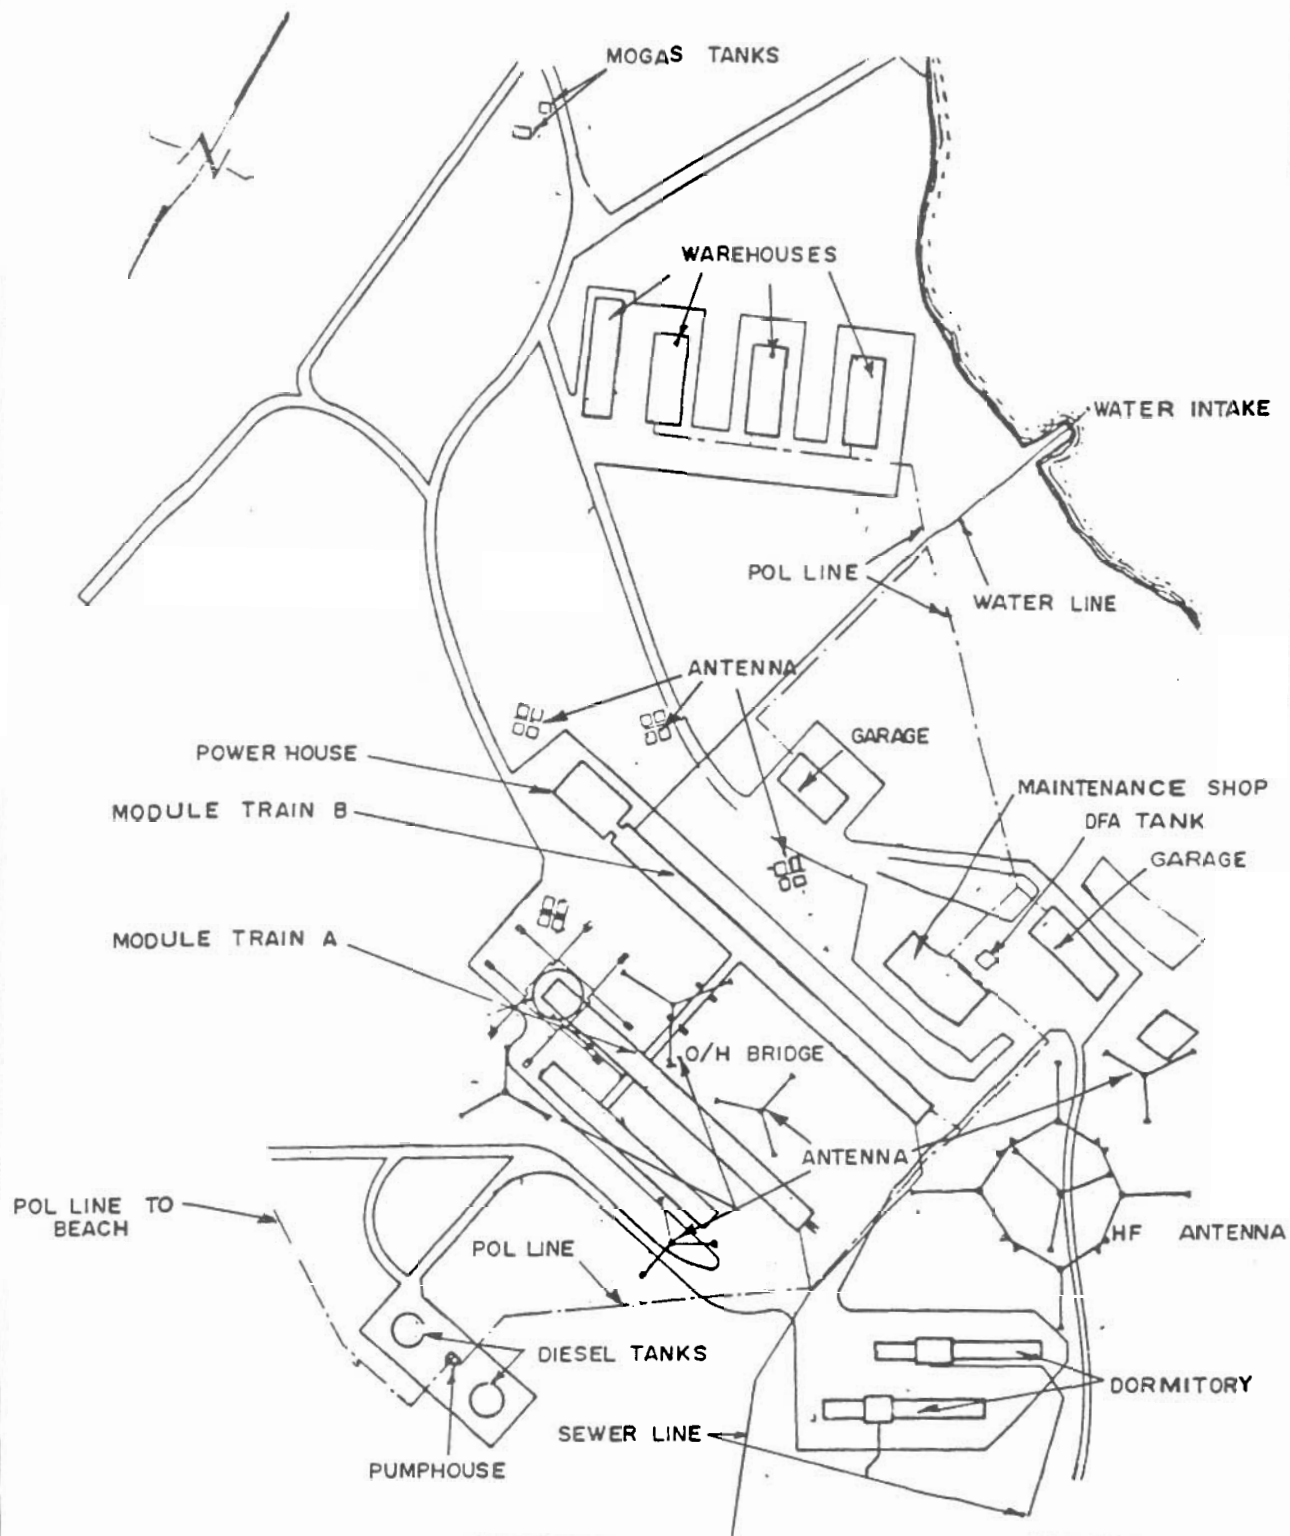 MOGAS TANKS
N
WAREHOUSES
WATER INTAKE
POL LINE
WATER LINE
ANTENNA
POWER HOUSE
GARAGE
MODULE TRAIN B
MAINTENANCE SHOP
DFA TANK
GARAGE
MODULE TRAIN A
O/H BRIDGE
ANTENNA
POL LINE TO
BEACH
HF ANTENNA
POL LINE
DIESEL TANKS
DORMITORY
SEWER LINE
PUMPHOUSE